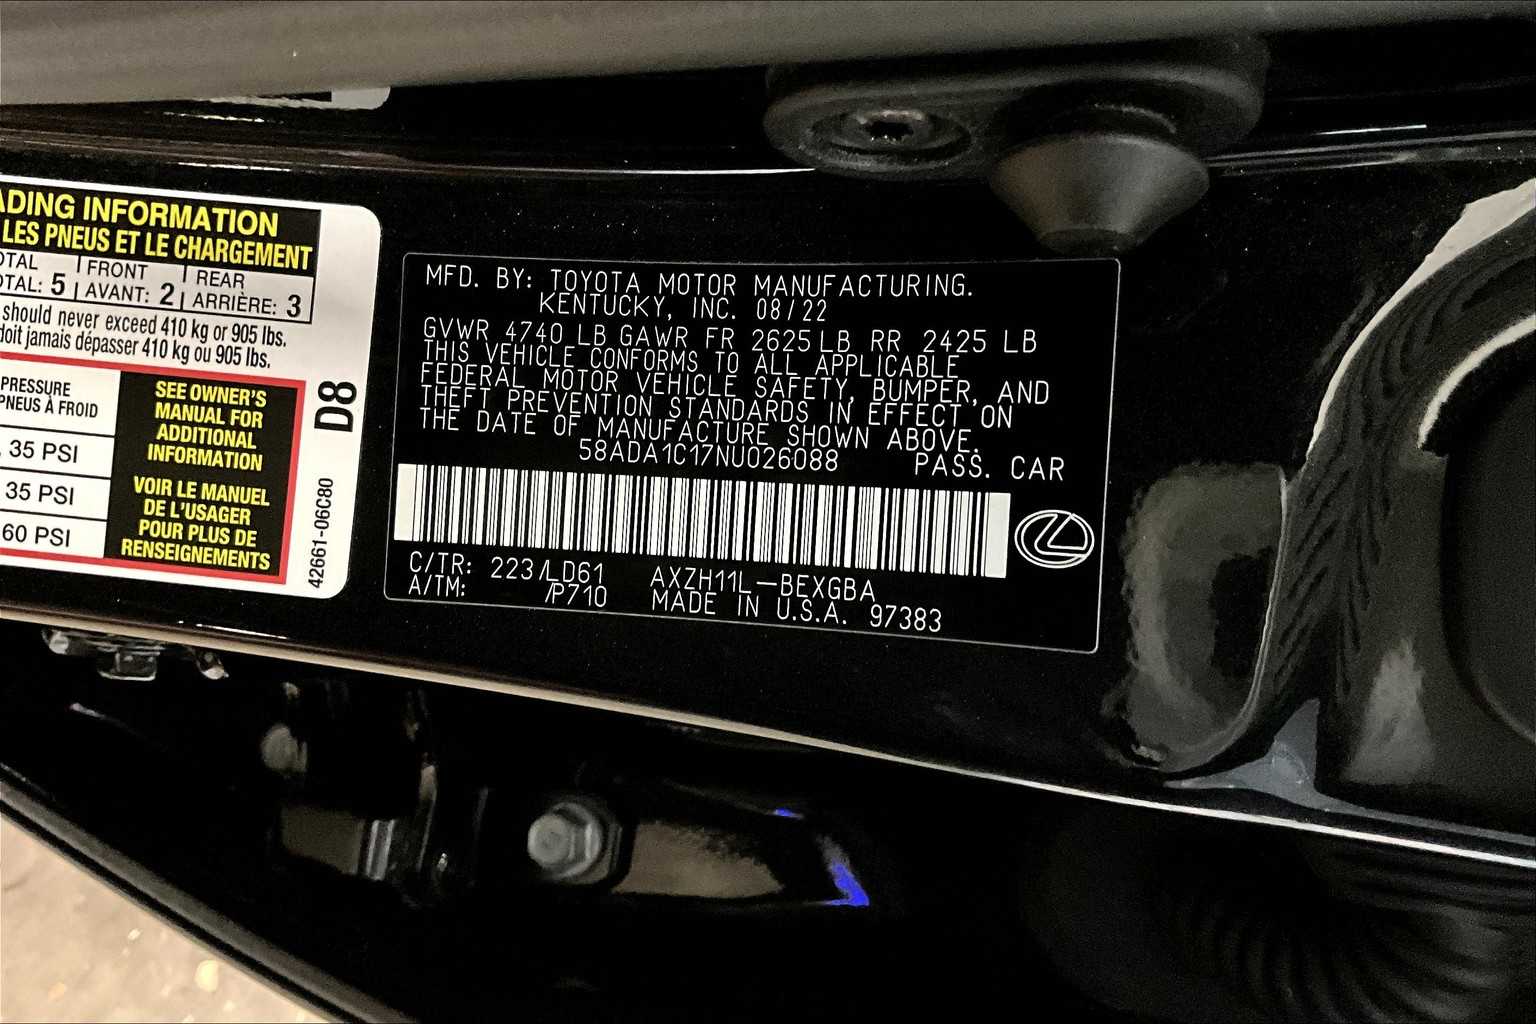 ADING INFORMATION
LES PNEUS ET LE CHARGEMENT
OTAL FRONT REAR
OTAL: 5 AVANT: 2 ARRIÈRE: 3
should never exceed 410 kg or 905 lbs.
doit jamais dépasser 410 kg ou 905 lbs.
PRESSURE
PNEUS À FROID
35 PSI
35 PSI
60 PSI
SEE OWNER'S
MANUAL FOR
ADDITIONAL
INFORMATION
VOIR LE MANUEL
DE L'USAGER
POUR PLUS DE
RENSEIGNEMENTS
D8
42661-06C80
MFD. BY: TOYOTA MOTOR MANUFACTURING.
KENTUCKY, INC. 08/22
GVWR 4740 LB GAWR FR 2625 LB RR 2425 LB
THIS VEHICLE CONFORMS TO ALL APPLICABLE
FEDERAL MOTOR VEHICLE SAFETY, BUMPER, AND
THEFT PREVENTION STANDARDS IN EFFECT ON
THE DATE OF MANUFACTURE SHOWN ABOVE.
58ADA1C17NU026088 PASS. CAR
C/TR: 223/LD61 AXZH11L-BEXGBA
A/TM: /P710 MADE IN U.S.A. 97383